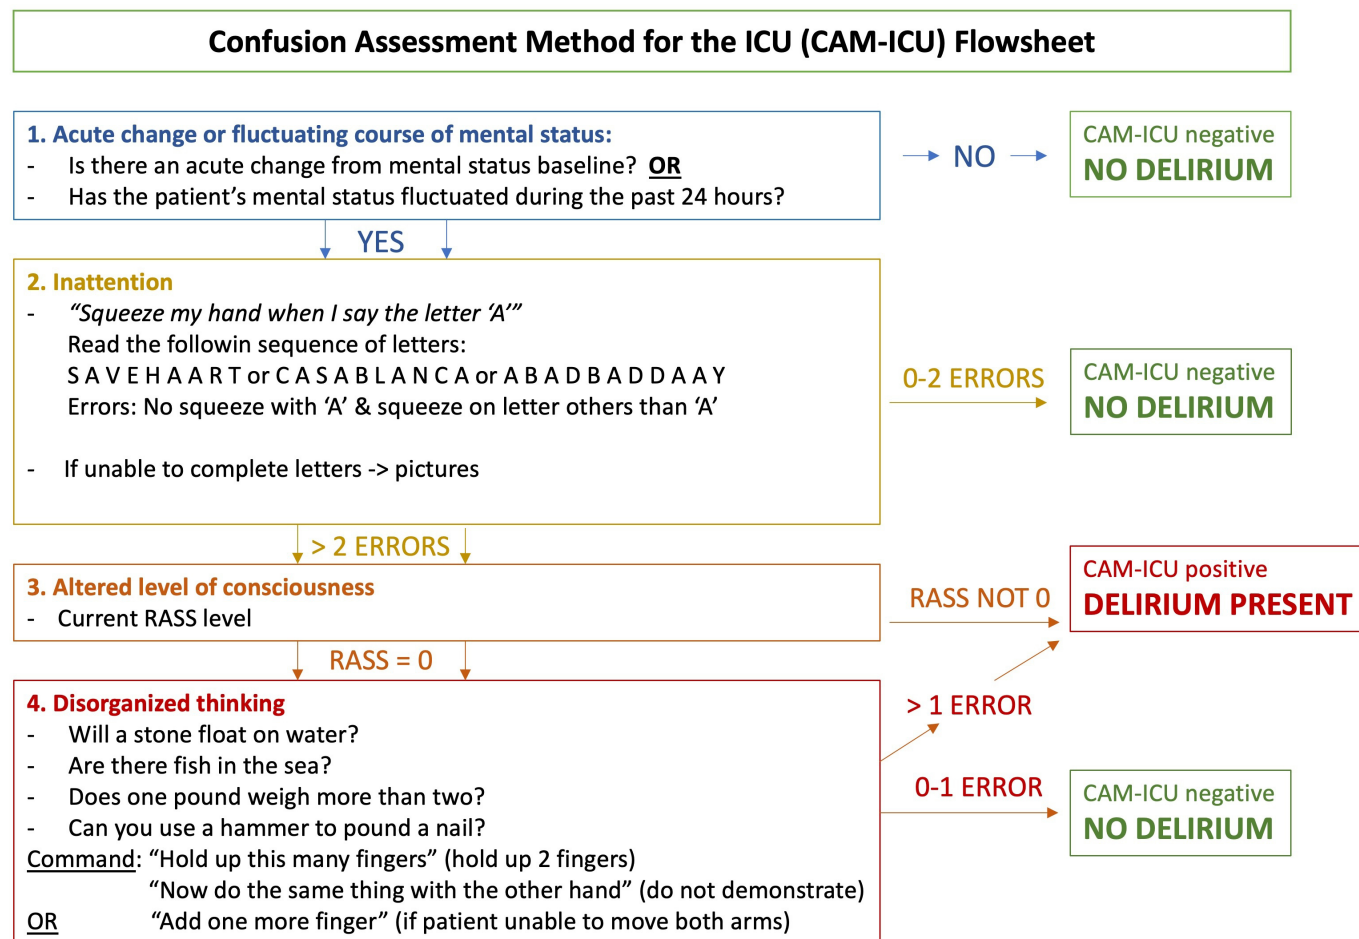 Confusion Assessment Method for the ICU (CAM-ICU) Flowsheet
1. Acute change or fluctuating course of mental status:
- Is there an acute change from mental status baseline? OR
- Has the patient’s mental status fluctuated during the past 24 hours?
NO
CAM-ICU negative
NO DELIRIUM
YES
2. Inattention
- “Squeeze my hand when I say the letter ‘A’”
Read the followin sequence of letters:
S A V E H A A R T or C A S A B L A N C A or A B A D B A D D A A Y
Errors: No squeeze with ‘A’ & squeeze on letter others than ‘A’
- If unable to complete letters -> pictures
0-2 ERRORS
CAM-ICU negative
NO DELIRIUM
> 2 ERRORS
3. Altered level of consciousness
- Current RASS level
RASS NOT 0
CAM-ICU positive
DELIRIUM PRESENT
RASS = 0
4. Disorganized thinking
- Will a stone float on water?
- Are there fish in the sea?
- Does one pound weigh more than two?
- Can you use a hammer to pound a nail?
Command: “Hold up this many fingers” (hold up 2 fingers)
“Now do the same thing with the other hand” (do not demonstrate)
OR “Add one more finger” (if patient unable to move both arms)
> 1 ERROR
0-1 ERROR
CAM-ICU negative
NO DELIRIUM